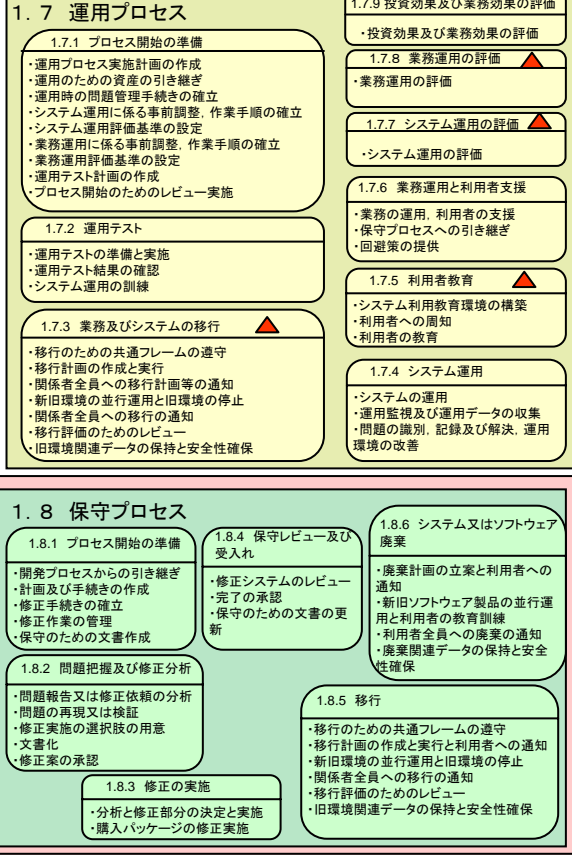 1. 7 運用プロセス
1.7.1 プロセス開始の準備
・運用プロセス実施計画の作成
・運用のための資産の引き継ぎ
・運用時の問題管理手続きの確立
・システム運用に係る事前調整，作業手順の確立
・システム運用評価基準の設定
・業務運用に係る事前調整，作業手順の確立
・業務運用評価基準の設定
・運用テスト計画の作成
・プロセス開始のためのレビュー実施
1.7.2 運用テスト
・運用テストの準備と実施
・運用テスト結果の確認
・システム運用の訓練
1.7.3 業務及びシステムの移行
・移行のための共通フレームの遵守
・移行計画の作成と実行
・関係者全員への移行計画等の通知
・新旧環境の並行運用と旧環境の停止
・関係者全員への移行の通知
・移行評価のためのレビュー
・旧環境関連データの保持と安全性確保
1.7.9 投資効果及び業務効果の評価
・投資効果及び業務効果の評価
1.7.8 業務運用の評価
・業務運用の評価
1.7.7 システム運用の評価
・システム運用の評価
1.7.6 業務運用と利用者支援
・業務の運用，利用者の支援
・保守プロセスへの引き継ぎ
・回避策の提供
1.7.5 利用者教育
・システム利用教育環境の構築
・利用者への周知
・利用者の教育
1.7.4 システム運用
・システムの運用
・運用監視及び運用データの収集
・問題の識別，記録及び解決，運用
環境の改善
1. 8 保守プロセス
1.8.1 プロセス開始の準備
・開発プロセスからの引き継ぎ
・計画及び手続きの作成
・修正手続きの確立
・修正作業の管理
・保守のための文書作成
1.8.2 問題把握及び修正分析
・問題報告又は修正依頼の分析
・問題の再現又は検証
・修正実施の選択肢の用意
・文書化
・修正案の承認
1.8.3 修正の実施
・分析と修正部分の決定と実施
・購入パッケージの修正実施
1.8.4 保守レビュー及び
受入れ
・修正システムのレビュー
・完了の承認
・保守のための文書の更
新
1.8.6 システム又はソフトウェア
廃棄
・廃棄計画の立案と利用者への
通知
・新旧ソフトウェア製品の並行運
用と利用者の教育訓練
・利用者全員への廃棄の通知
・廃棄関連データの保持と安全
性確保
1.8.5 移行
・移行のための共通フレームの遵守
・移行計画の作成と実行と利用者への通知
・新旧環境の並行運用と旧環境の停止
・関係者全員への移行の通知
・移行評価のためのレビュー
・旧環境関連データの保持と安全性確保